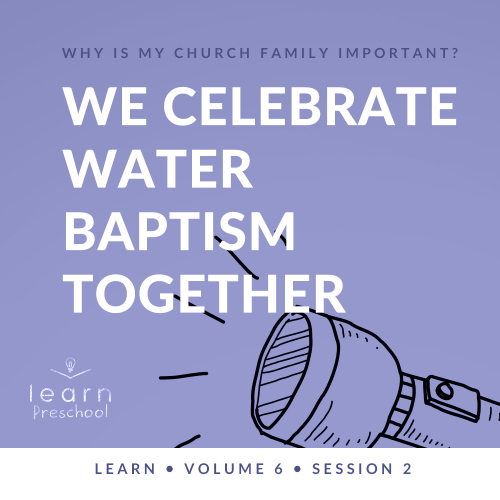 WHY IS MY CHURCH FAMILY IMPORTANT?
WE CELEBRATE
WATER
BAPTISM
TOGETHER
learn
Preschool
LEARN • VOLUME 6 • SESSION 2